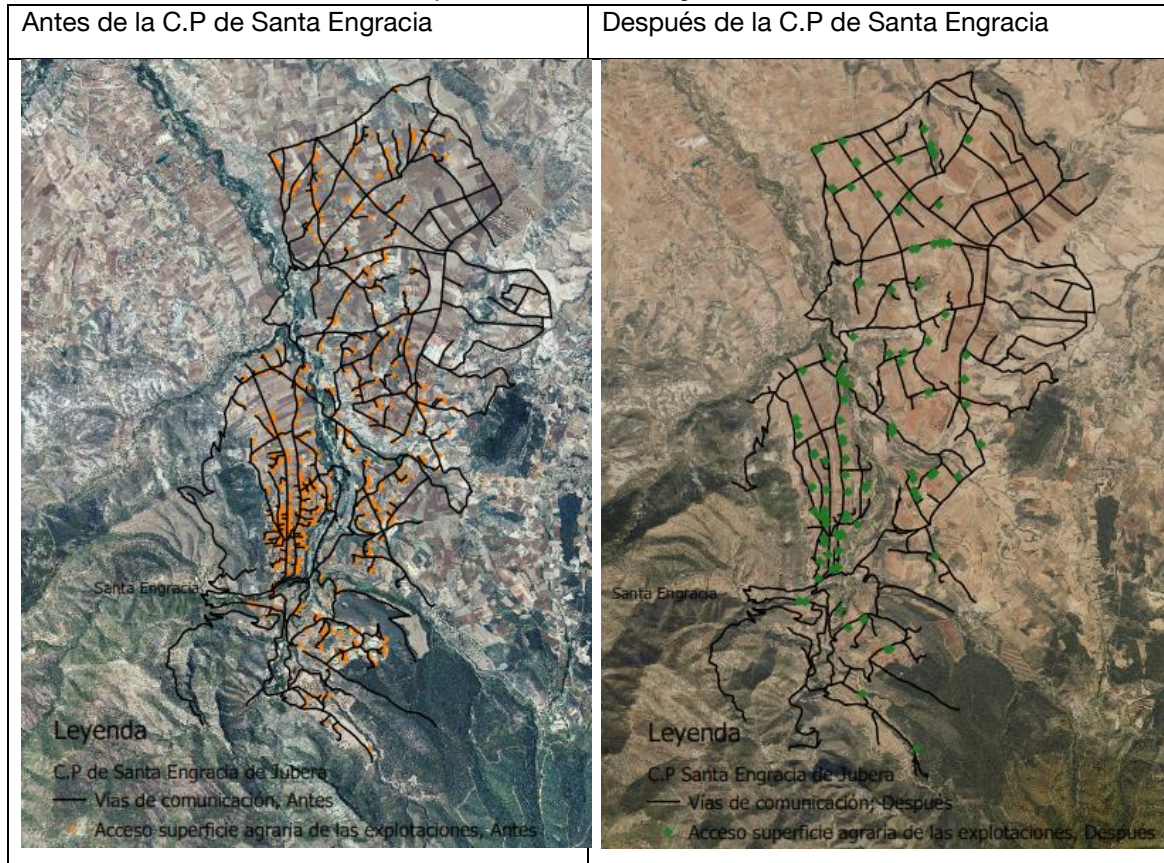 Antes de la C.P de Santa Engracia
Después de la C.P de Santa Engracia
Santa Engracia
Leyenda
C.P de Santa Engracia de Jubera
Vías de comunicación, Antes
Acceso superficie agraria de las explotaciones, Antes
Santa Engracia
Leyenda
C.P Santa Engracia de Jubera
Vías de comunicación, Después
Acceso superficie agraria de las explotaciones, Después